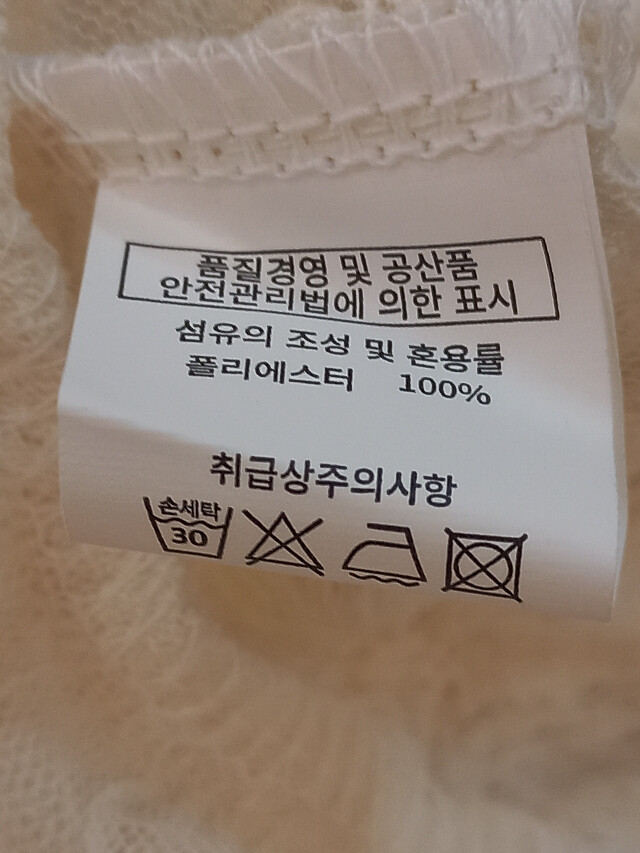 품질경영 및 공산품
안전관리법에 의한 표시
섬유의 조성 및 혼용률
폴리에스터 100%
취급상주의사항
손세탁
30